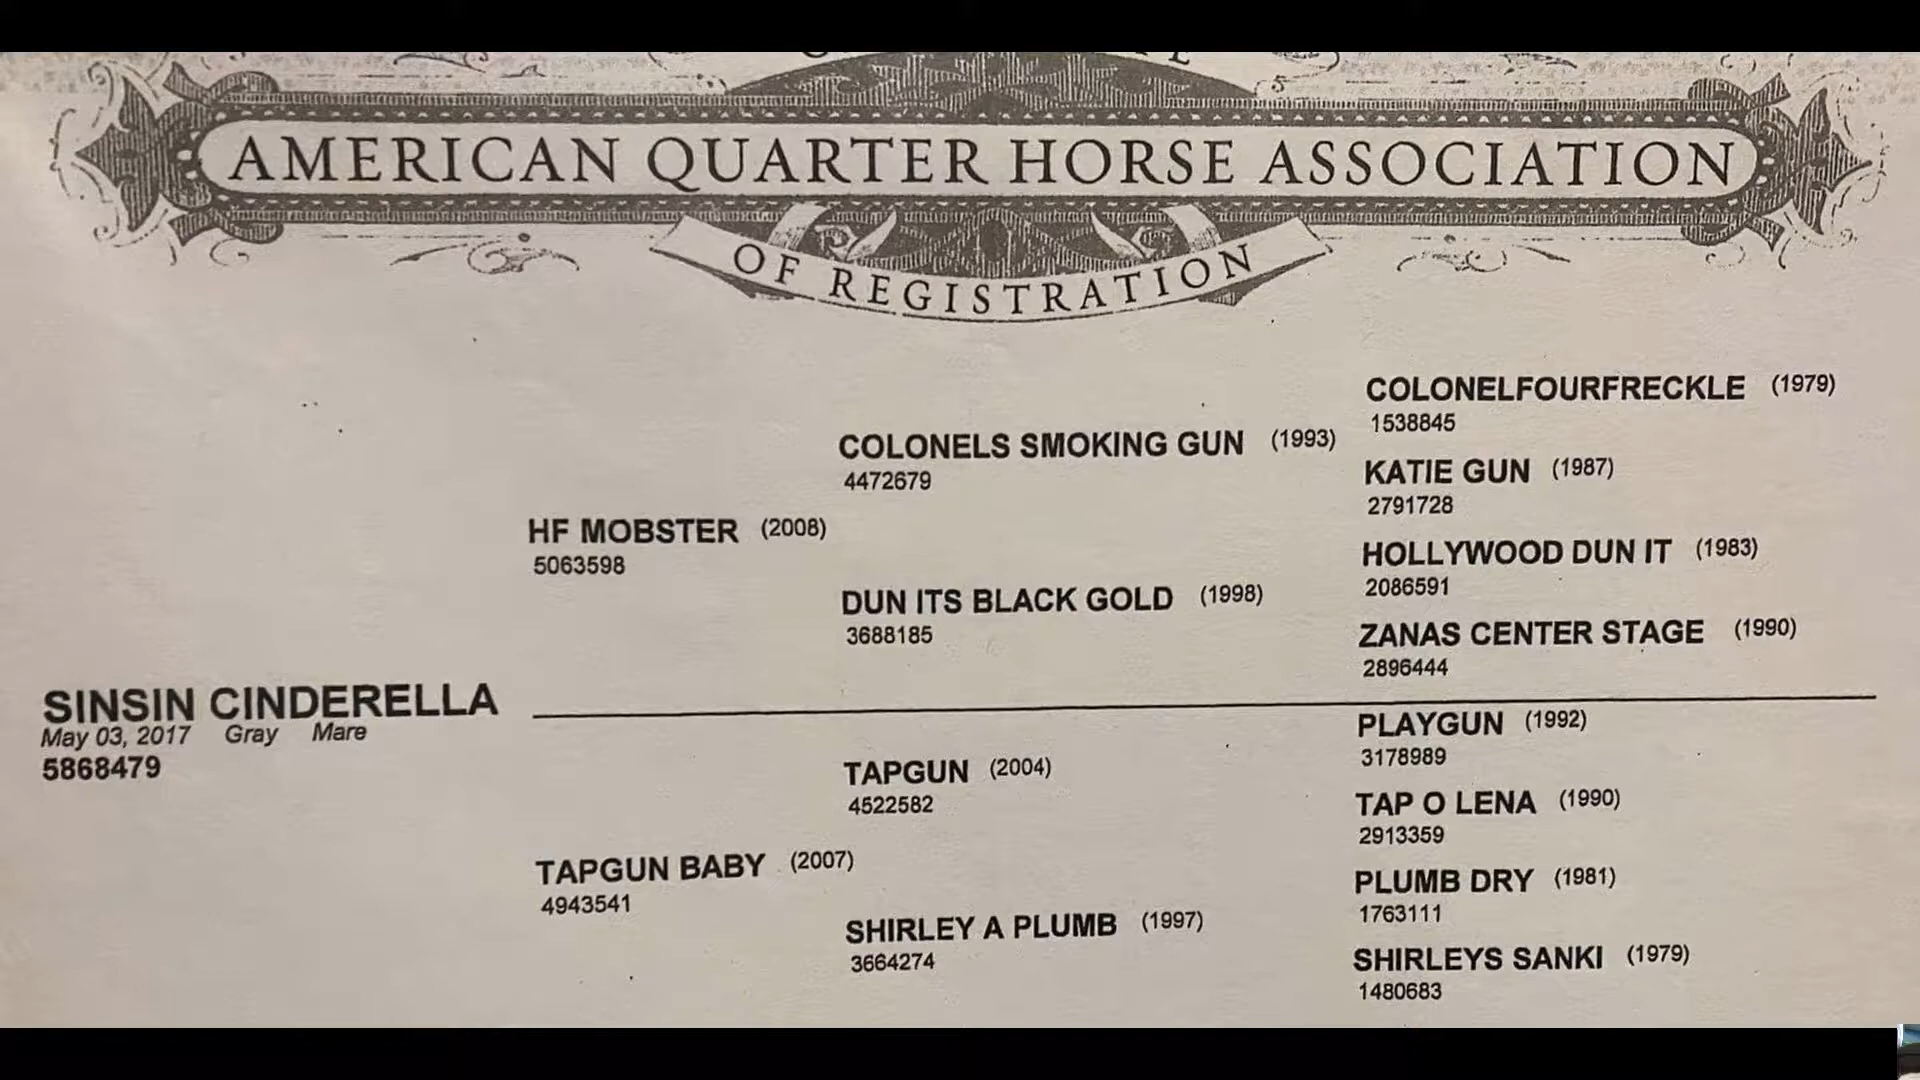 AMERICAN QUARTER HORSE ASSOCIATION
OF REGISTRATION
COLONELFOURFRECKLE (1979)
1538845
COLONELS SMOKING GUN (1993)
4472679
KATIE GUN (1987)
2791728
HF MOBSTER (2008)
5063598
HOLLYWOOD DUN IT (1983)
2086591
DUN ITS BLACK GOLD (1998)
3688185
ZANAS CENTER STAGE (1990)
2896444
SINSIN CINDERELLA
May 03, 2017 Gray Mare
5868479
PLAYGUN (1992)
3178989
TAPGUN (2004)
4522582
TAP O LENA (1990)
2913359
TAPGUN BABY (2007)
4943541
PLUMB DRY (1981)
1763111
SHIRLEY A PLUMB (1997)
3664274
SHIRLEYS SANKI (1979)
1480683